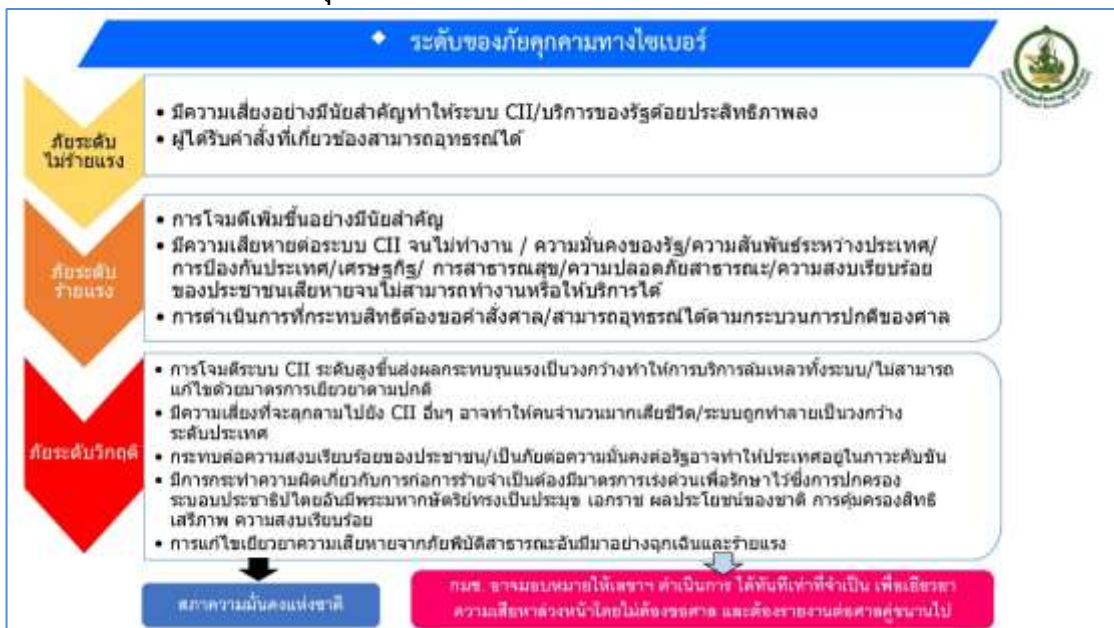 ◆ ระดับของภัยคุกคามทางไซเบอร์
ภัยระดับ
ไม่ร้ายแรง
• มีความเสี่ยงอย่างมีนัยสำคัญทำให้ระบบ CII/บริการของรัฐด้อยประสิทธิภาพลง
• ผู้ได้รับคำสั่งที่เกี่ยวข้องสามารถอุทธรณ์ได้
ภัยระดับ
ร้ายแรง
• การโจมตีเพิ่มขึ้นอย่างมีนัยสำคัญ
• มีความเสียหายต่อระบบ CII จนไม่ทำงาน / ความมั่นคงของรัฐ/ความสัมพันธ์ระหว่างประเทศ/
การป้องกันประเทศ/เศรษฐกิจ/ การสาธารณสุข/ความปลอดภัยสาธารณะ/ความสงบเรียบร้อย
ของประชาชนเสียหายจนไม่สามารถทำงานหรือให้บริการได้
• การดำเนินการที่กระทบสิทธิต้องขอคำสั่งศาล/สามารถอุทธรณ์ได้ตามกระบวนการปกติของศาล
ภัยระดับวิกฤติ
• การโจมตีระบบ CII ระดับสูงขึ้นส่งผลกระทบรุนแรงเป็นวงกว้างทำให้การบริการล้มเหลวทั้งระบบ/ไม่สามารถ
แก้ไขด้วยมาตรการเยียวยาตามปกติ
• มีความเสี่ยงที่จะลุกลามไปยัง CII อื่นๆ อาจทำให้คนจำนวนมากเสียชีวิต/ระบบถูกทำลายเป็นวงกว้าง
ระดับประเทศ
• กระทบต่อความสงบเรียบร้อยของประชาชน/เป็นภัยต่อความมั่นคงต่อรัฐอาจทำให้ประเทศอยู่ในภาวะคับขัน
• มีการกระทำความผิดเกี่ยวกับการก่อการร้ายจำเป็นต้องมีมาตรการเร่งด่วนเพื่อรักษาไว้ซึ่งการปกครอง
ระบอบประชาธิปไตยอันมีพระมหากษัตริย์ทรงเป็นประมุข เอกราช ผลประโยชน์ของชาติ การคุ้มครองสิทธิ
เสรีภาพ ความสงบเรียบร้อย
• การแก้ไขเยียวยาความเสียหายจากภัยพิบัติสาธารณะอันมีมาอย่างฉุกเฉินและร้ายแรง
สภาความมั่นคงแห่งชาติ
กมช. อาจมอบหมายให้เลขาฯ ดำเนินการ ได้ทันทีเท่าที่จำเป็น เพื่อเยียวยา
ความเสียหายล่วงหน้าโดยไม่ต้องขอศาล และต้องรายงานต่อศาลคู่ขนานไป